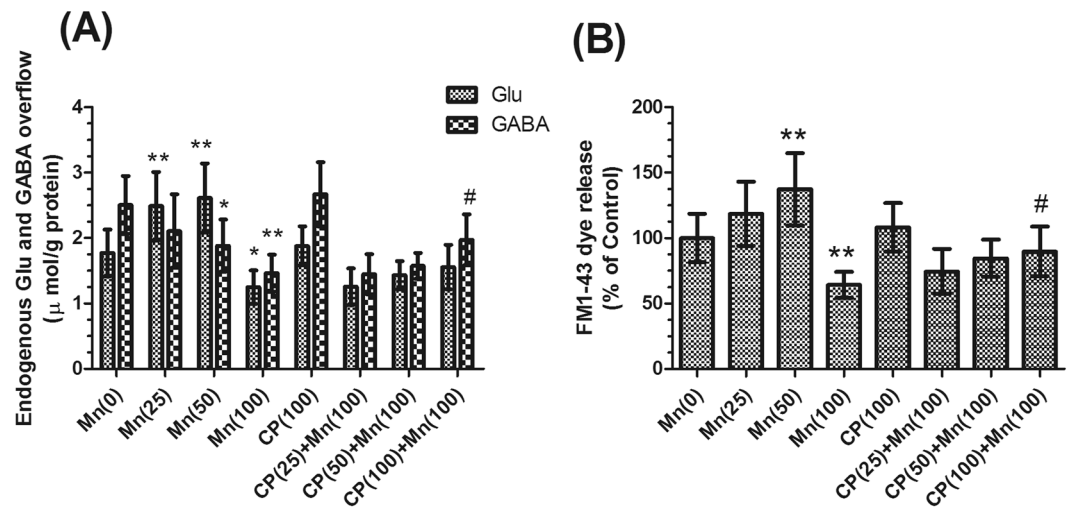 (A)
Endogenous Glu and GABA overflow
(μ mol/g protein)
4
3
2
1
0
Glu
GABA
**
**
*
*
**
#
Mn(0)
Mn(25)
Mn(50)
Mn(100)
CP(100)
CP(25)+Mn(100)
CP(50)+Mn(100)
CP(100)+Mn(100)
(B)
FM1-43 dye release
(% of Control)
200
150
100
50
0
**
**
#
Mn(0)
Mn(25)
Mn(50)
Mn(100)
CP(100)
CP(25)+Mn(100)
CP(50)+Mn(100)
CP(100)+Mn(100)